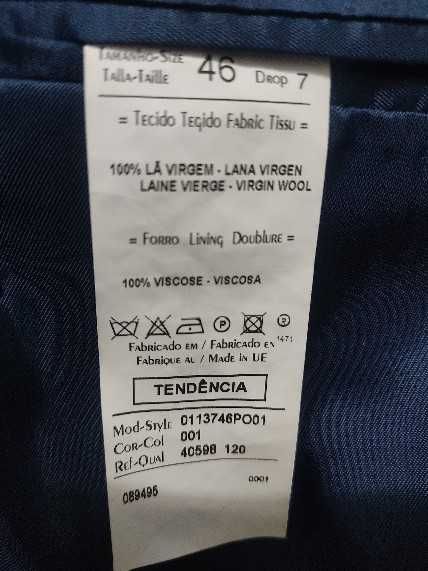 Tamanho-Size
Talla-Taille 46 Drop 7
= Tecido Tegido Fabric Tissu =
100% LÃ VIRGEM - LANA VIRGEN
LAINE VIERGE - VIRGIN WOOL
= Forro Lining Doublure =
100% VISCOSE - VISCOSA
P P
Fabricado em / Fabricado en 1471
Fabrique au / Made in UE
TENDÊNCIA
Mod-Style 0113746PO01
Cor-Col 001
Ref-Qual 40598 120
089495 0001